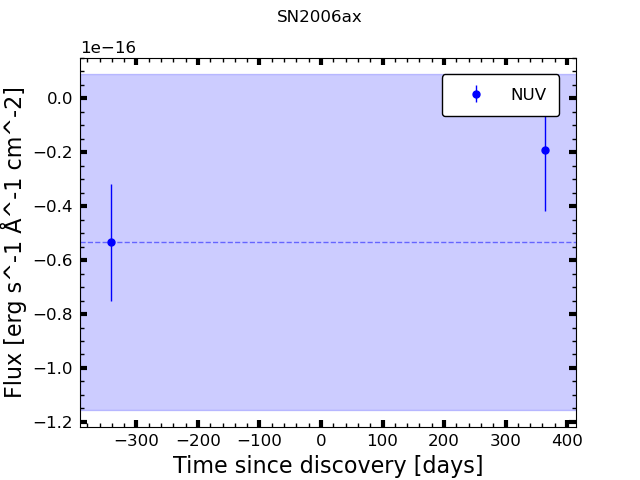 SN2006ax
1e−16
NUV
0.0
−0.2
−0.4
−0.6
−0.8
−1.0
−1.2
Flux [erg s^-1 Å^-1 cm^-2]
−300 −200 −100 0 100 200 300 400
Time since discovery [days]